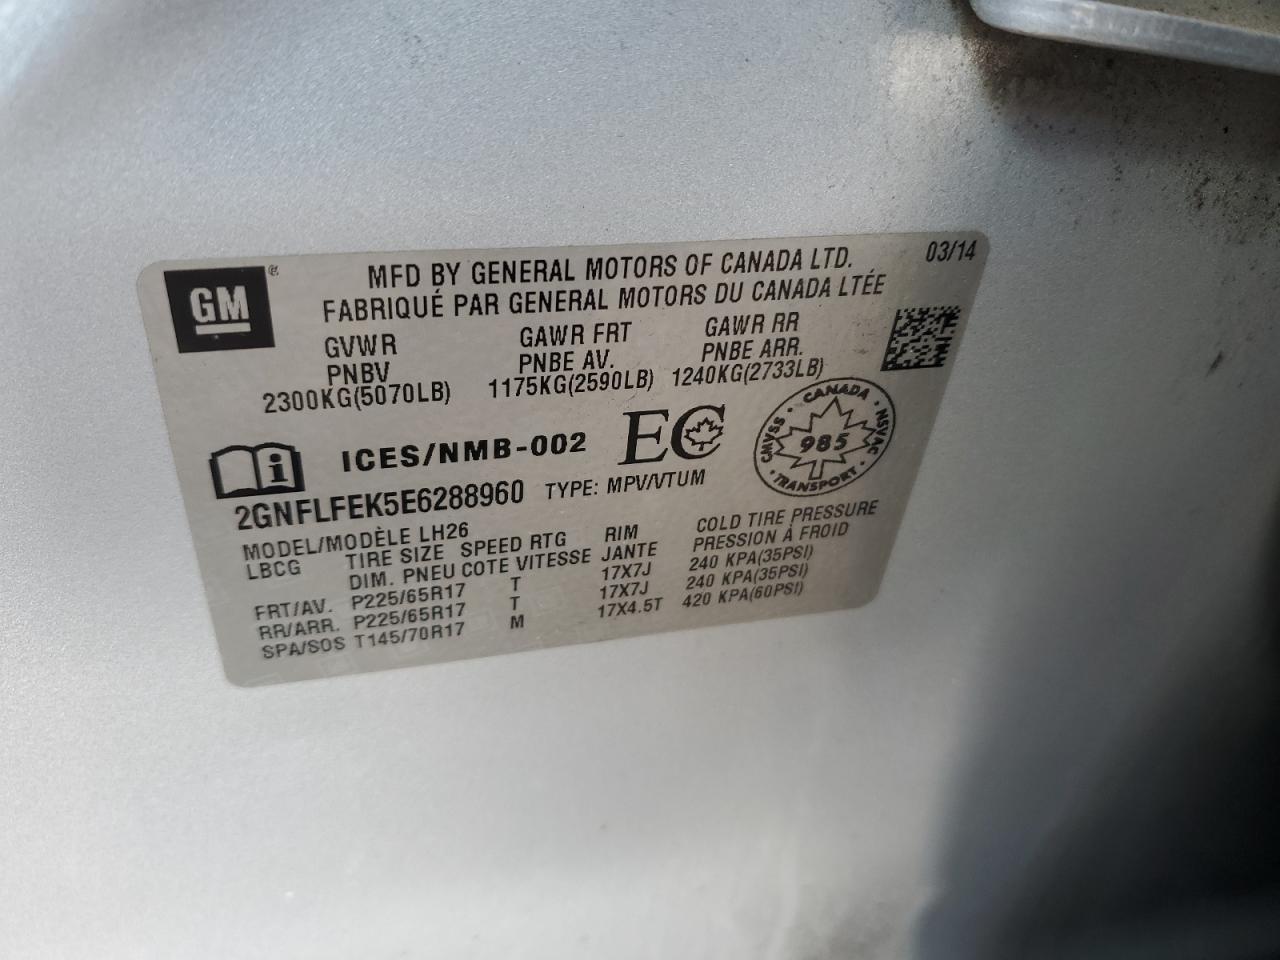 GM
MFD BY GENERAL MOTORS OF CANADA LTD. 03/14
FABRIQUÉ PAR GENERAL MOTORS DU CANADA LTÉE
GVWR GAWR FRT GAWR RR
PNBV PNBE AV. PNBE ARR.
2300KG(5070LB) 1175KG(2590LB) 1240KG(2733LB)
i ICES/NMB-002 EC
CANADA
CMVSS 985 NSVAC
TRANSPORT
2GNFLFEK5E6288960 TYPE: MPV/VTUM
MODEL/MODÈLE LH26
LBCG TIRE SIZE SPEED RTG RIM COLD TIRE PRESSURE
DIM. PNEU COTE VITESSE JANTE PRESSION À FROID
FRT/AV. P225/65R17 T 17X7J 240 KPA(35PSI)
RR/ARR. P225/65R17 T 17X7J 240 KPA(35PSI)
SPA/SOS T145/70R17 M 17X4.5T 420 KPA(60PSI)